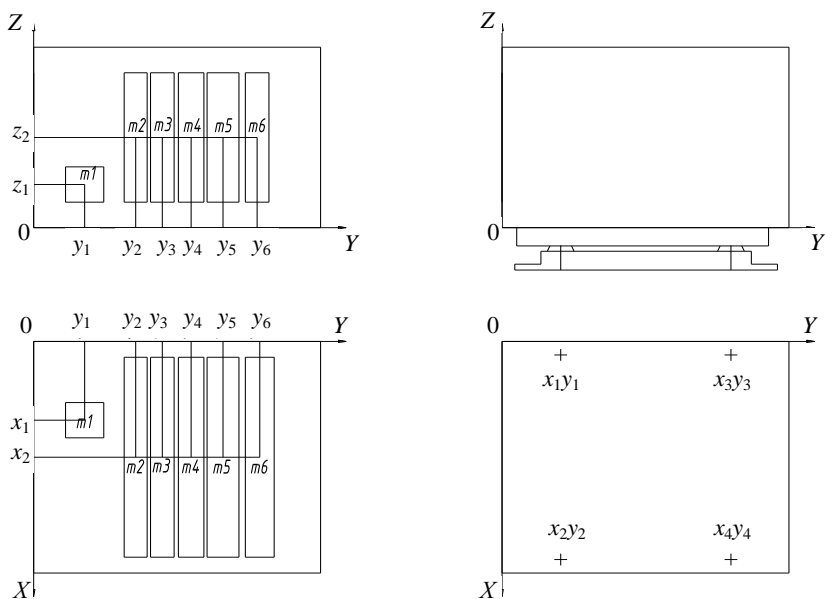 Z
m2 m3 m4 m5 m6
z₂
m1
z₁
0
y₁ y₂ y₃ y₄ y₅ y₆ Y
Z
0
Y
0 y₁ y₂ y₃ y₄ y₅ y₆ Y
x₁ m1
x₂
m2 m3 m4 m5 m6
X
0 Y
x₁y₁ x₃y₃
x₂y₂ x₄y₄
X